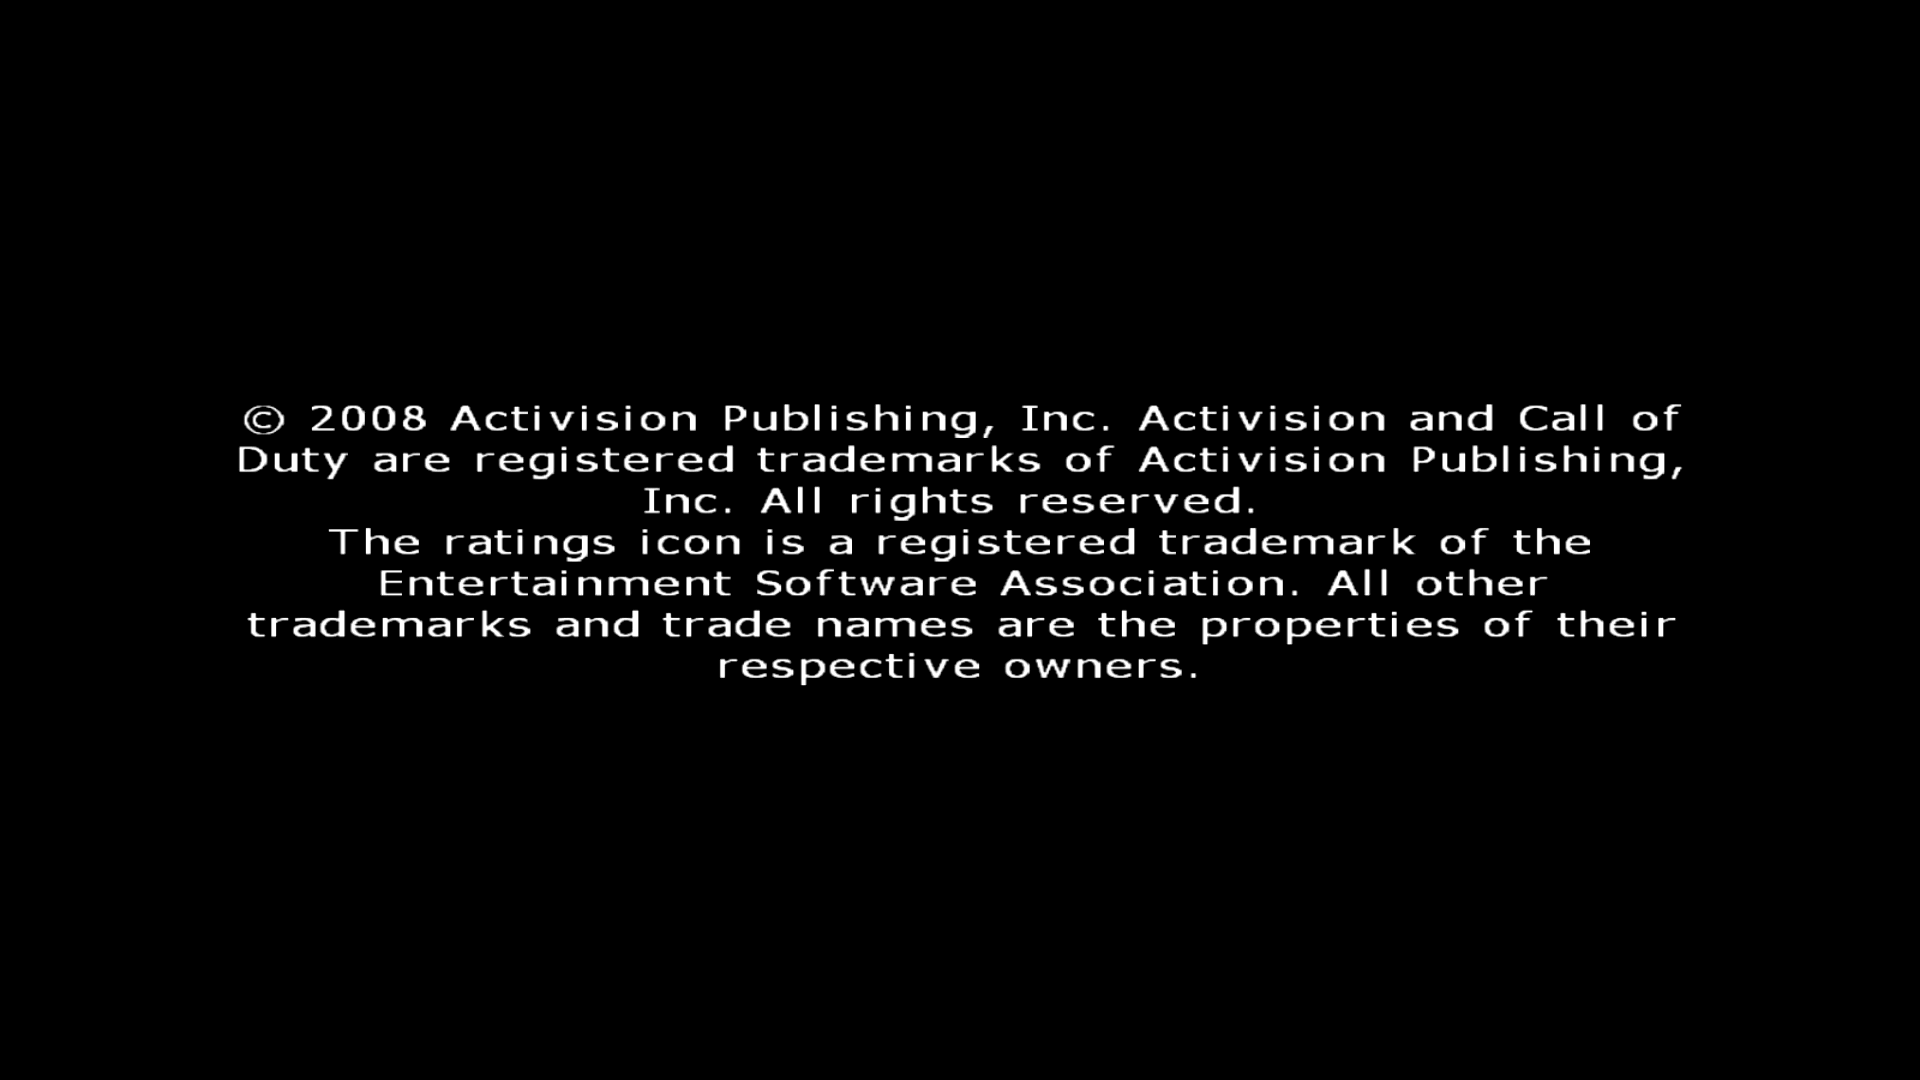 © 2008 Activision Publishing, Inc. Activision and Call of
Duty are registered trademarks of Activision Publishing,
Inc. All rights reserved.
The ratings icon is a registered trademark of the
Entertainment Software Association. All other
trademarks and trade names are the properties of their
respective owners.